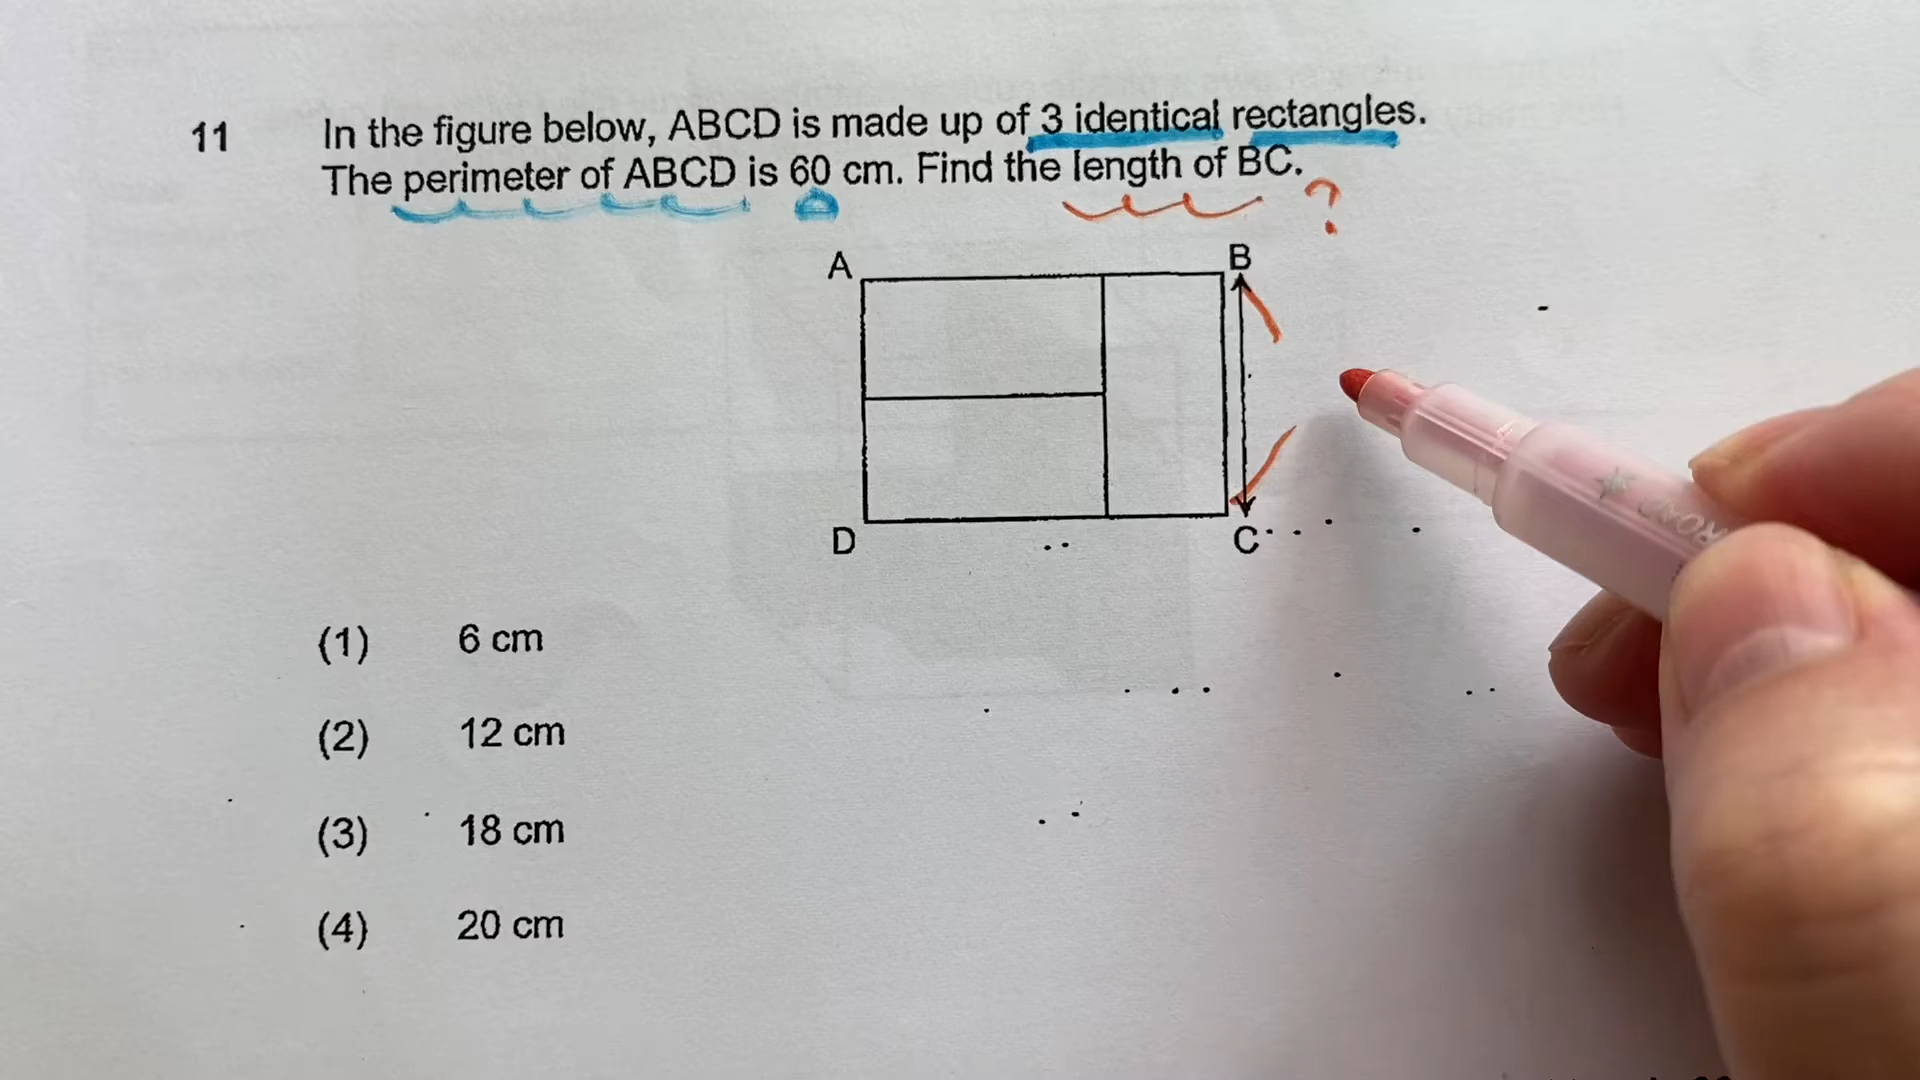 11 In the figure below, ABCD is made up of 3 identical rectangles.
The perimeter of ABCD is 60 cm. Find the length of BC.
?
A B
D C
(1) 6 cm
(2) 12 cm
(3) 18 cm
(4) 20 cm